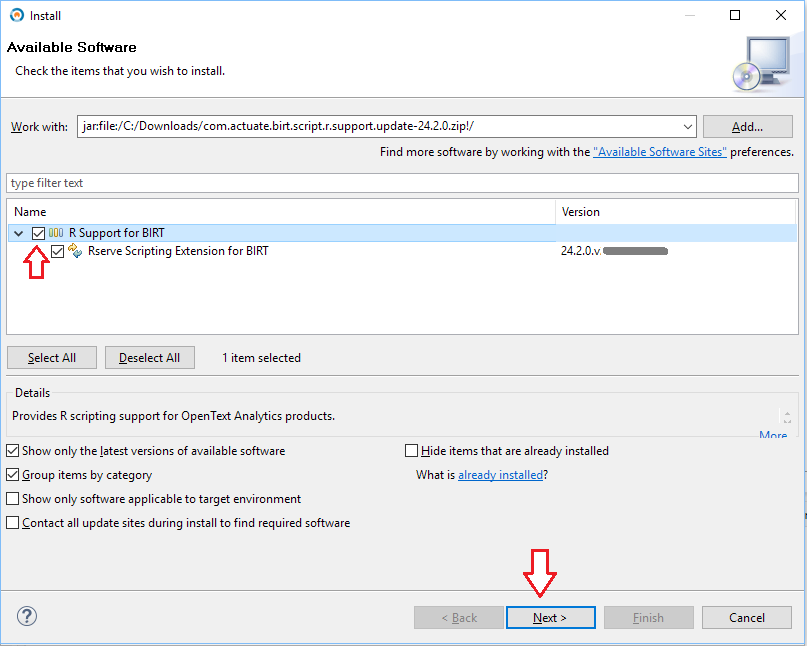 Install
Available Software
Check the items that you wish to install.
Work with: jar:file:/C:/Downloads/com.actuate.birt.script.r.support.update-24.2.0.zip!/ Add...
Find more software by working with the "Available Software Sites" preferences.
type filter text
Name Version
R Support for BIRT
Rserve Scripting Extension for BIRT 24.2.0.v.
Select All Deselect All 1 item selected
Details
Provides R scripting support for OpenText Analytics products.
More...
Show only the latest versions of available software Hide items that are already installed
Group items by category What is already installed?
Show only software applicable to target environment
Contact all update sites during install to find required software
? < Back Next > Finish Cancel